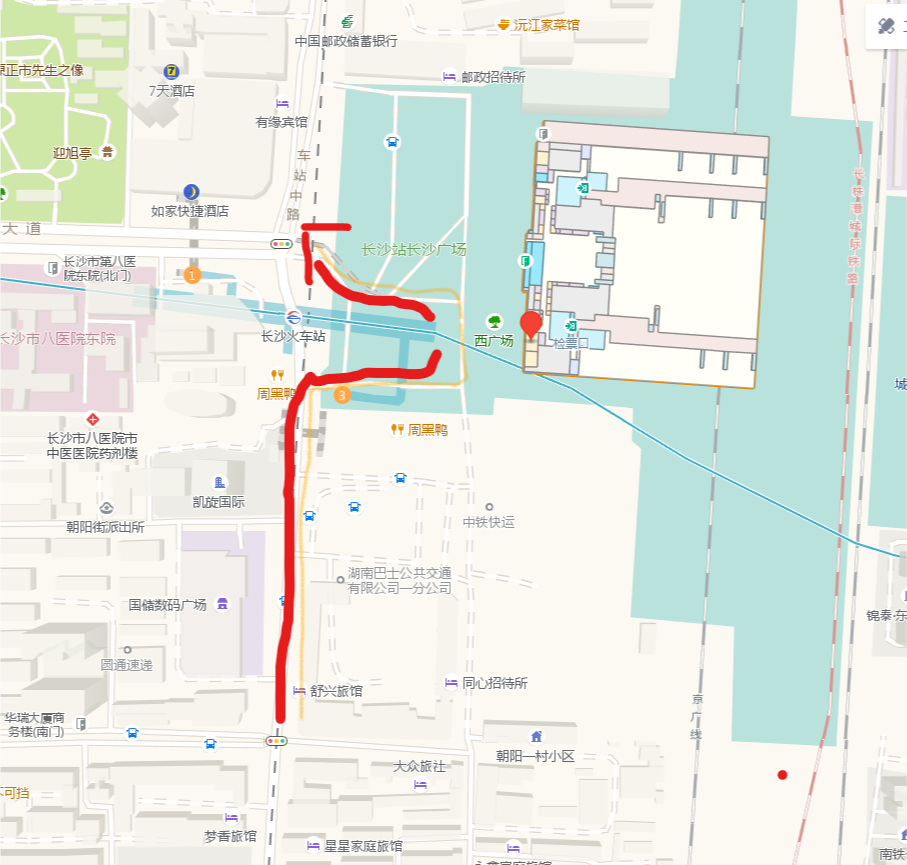 沅江家菜馆
中国邮政储蓄银行
原正市先生之像
邮政招待所
7
7天酒店
有缘宾馆
迎旭亭
车站中路
长株潭城际铁路
如家快捷酒店
大道
长沙站长沙广场
长沙市第八医
院东院(北门)
1
长沙火车站
西广场
检票口
长沙市八医院东院
周黑鸭
3
城
长沙市八医院市
中医医院药剂楼
周黑鸭
凯旋国际
朝阳街派出所
中铁快运
湖南巴士公共交通
有限公司一分公司
国储数码广场
锦泰·东
圆通速递
同心招待所
舒兴旅馆
京广线
华瑞大厦商
务楼(南门)
朝阳一村小区
大众旅社
不可挡
梦香旅馆
星星家庭旅馆
南铁